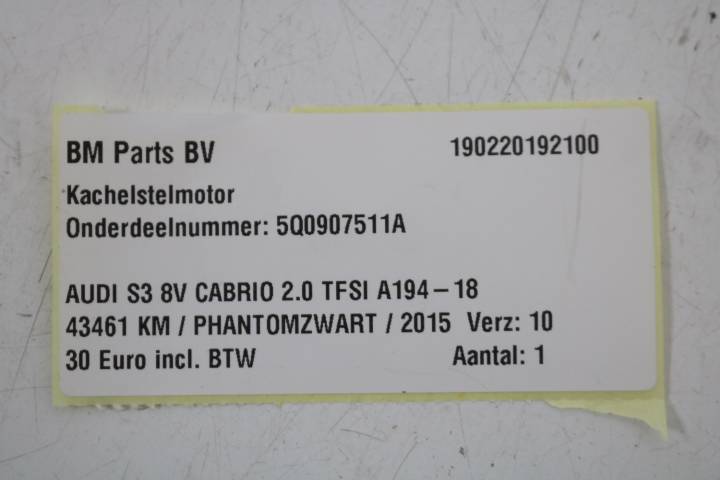 BM Parts BV 190220192100
Kachelstelmotor
Onderdeelnummer: 5Q0907511A
AUDI S3 8V CABRIO 2.0 TFSI A194-18
43461 KM / PHANTOMZWART / 2015 Verz: 10
30 Euro incl. BTW Aantal: 1